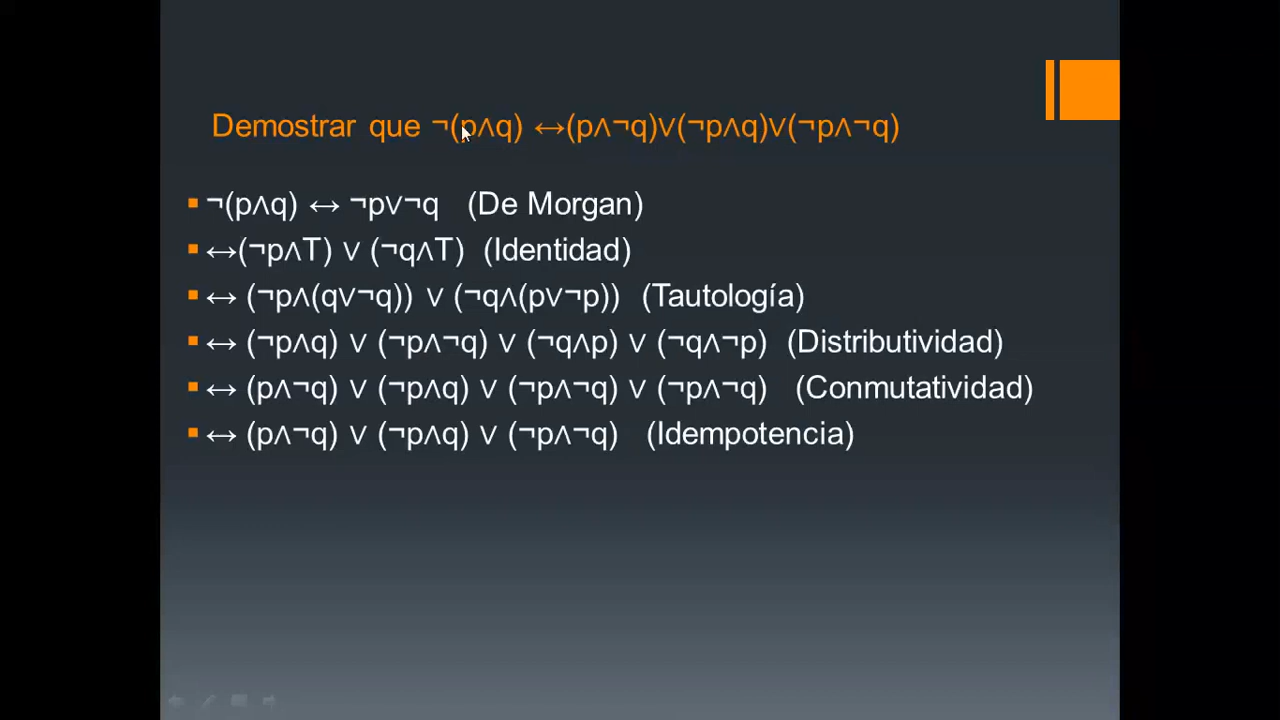 Demostrar que ¬(p∧q) ↔(p∧¬q)∨(¬p∧q)∨(¬p∧¬q)
¬(p∧q) ↔ ¬p∨¬q (De Morgan)
↔(¬p∧T) ∨ (¬q∧T) (Identidad)
↔ (¬p∧(q∨¬q)) ∨ (¬q∧(p∨¬p)) (Tautología)
↔ (¬p∧q) ∨ (¬p∧¬q) ∨ (¬q∧p) ∨ (¬q∧¬p) (Distributividad)
↔ (p∧¬q) ∨ (¬p∧q) ∨ (¬p∧¬q) ∨ (¬p∧¬q) (Conmutatividad)
↔ (p∧¬q) ∨ (¬p∧q) ∨ (¬p∧¬q) (Idempotencia)